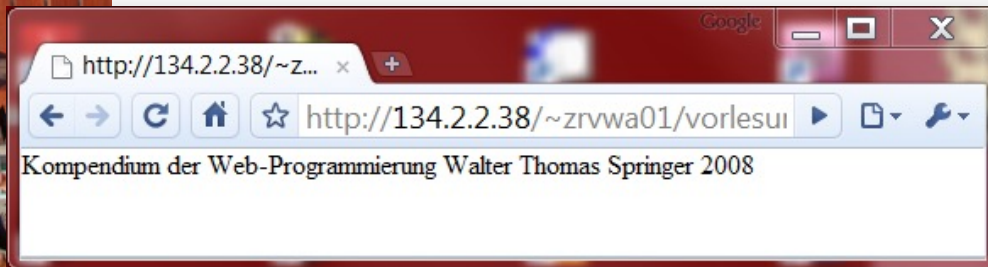 Google
http://134.2.2.38/~z...
http://134.2.2.38/~zrvwa01/vorlesur
Kompendium der Web-Programmierung Walter Thomas Springer 2008